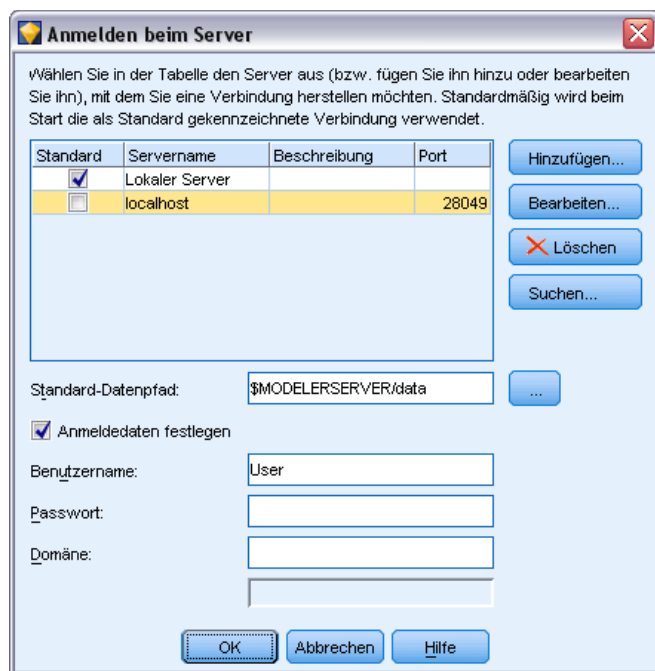 Anmelden beim Server
Wählen Sie in der Tabelle den Server aus (bzw. fügen Sie ihn hinzu oder bearbeiten
Sie ihn), mit dem Sie eine Verbindung herstellen möchten. Standardmäßig wird beim
Start die als Standard gekennzeichnete Verbindung verwendet.
Standard Servername Beschreibung Port
Lokaler Server
localhost 28049
Hinzufügen...
Bearbeiten...
Löschen
Suchen...
Standard-Datenpfad: $MODELERSERVER/data ...
Anmeldedaten festlegen
Benutzername: User
Passwort:
Domäne:
OK Abbrechen Hilfe